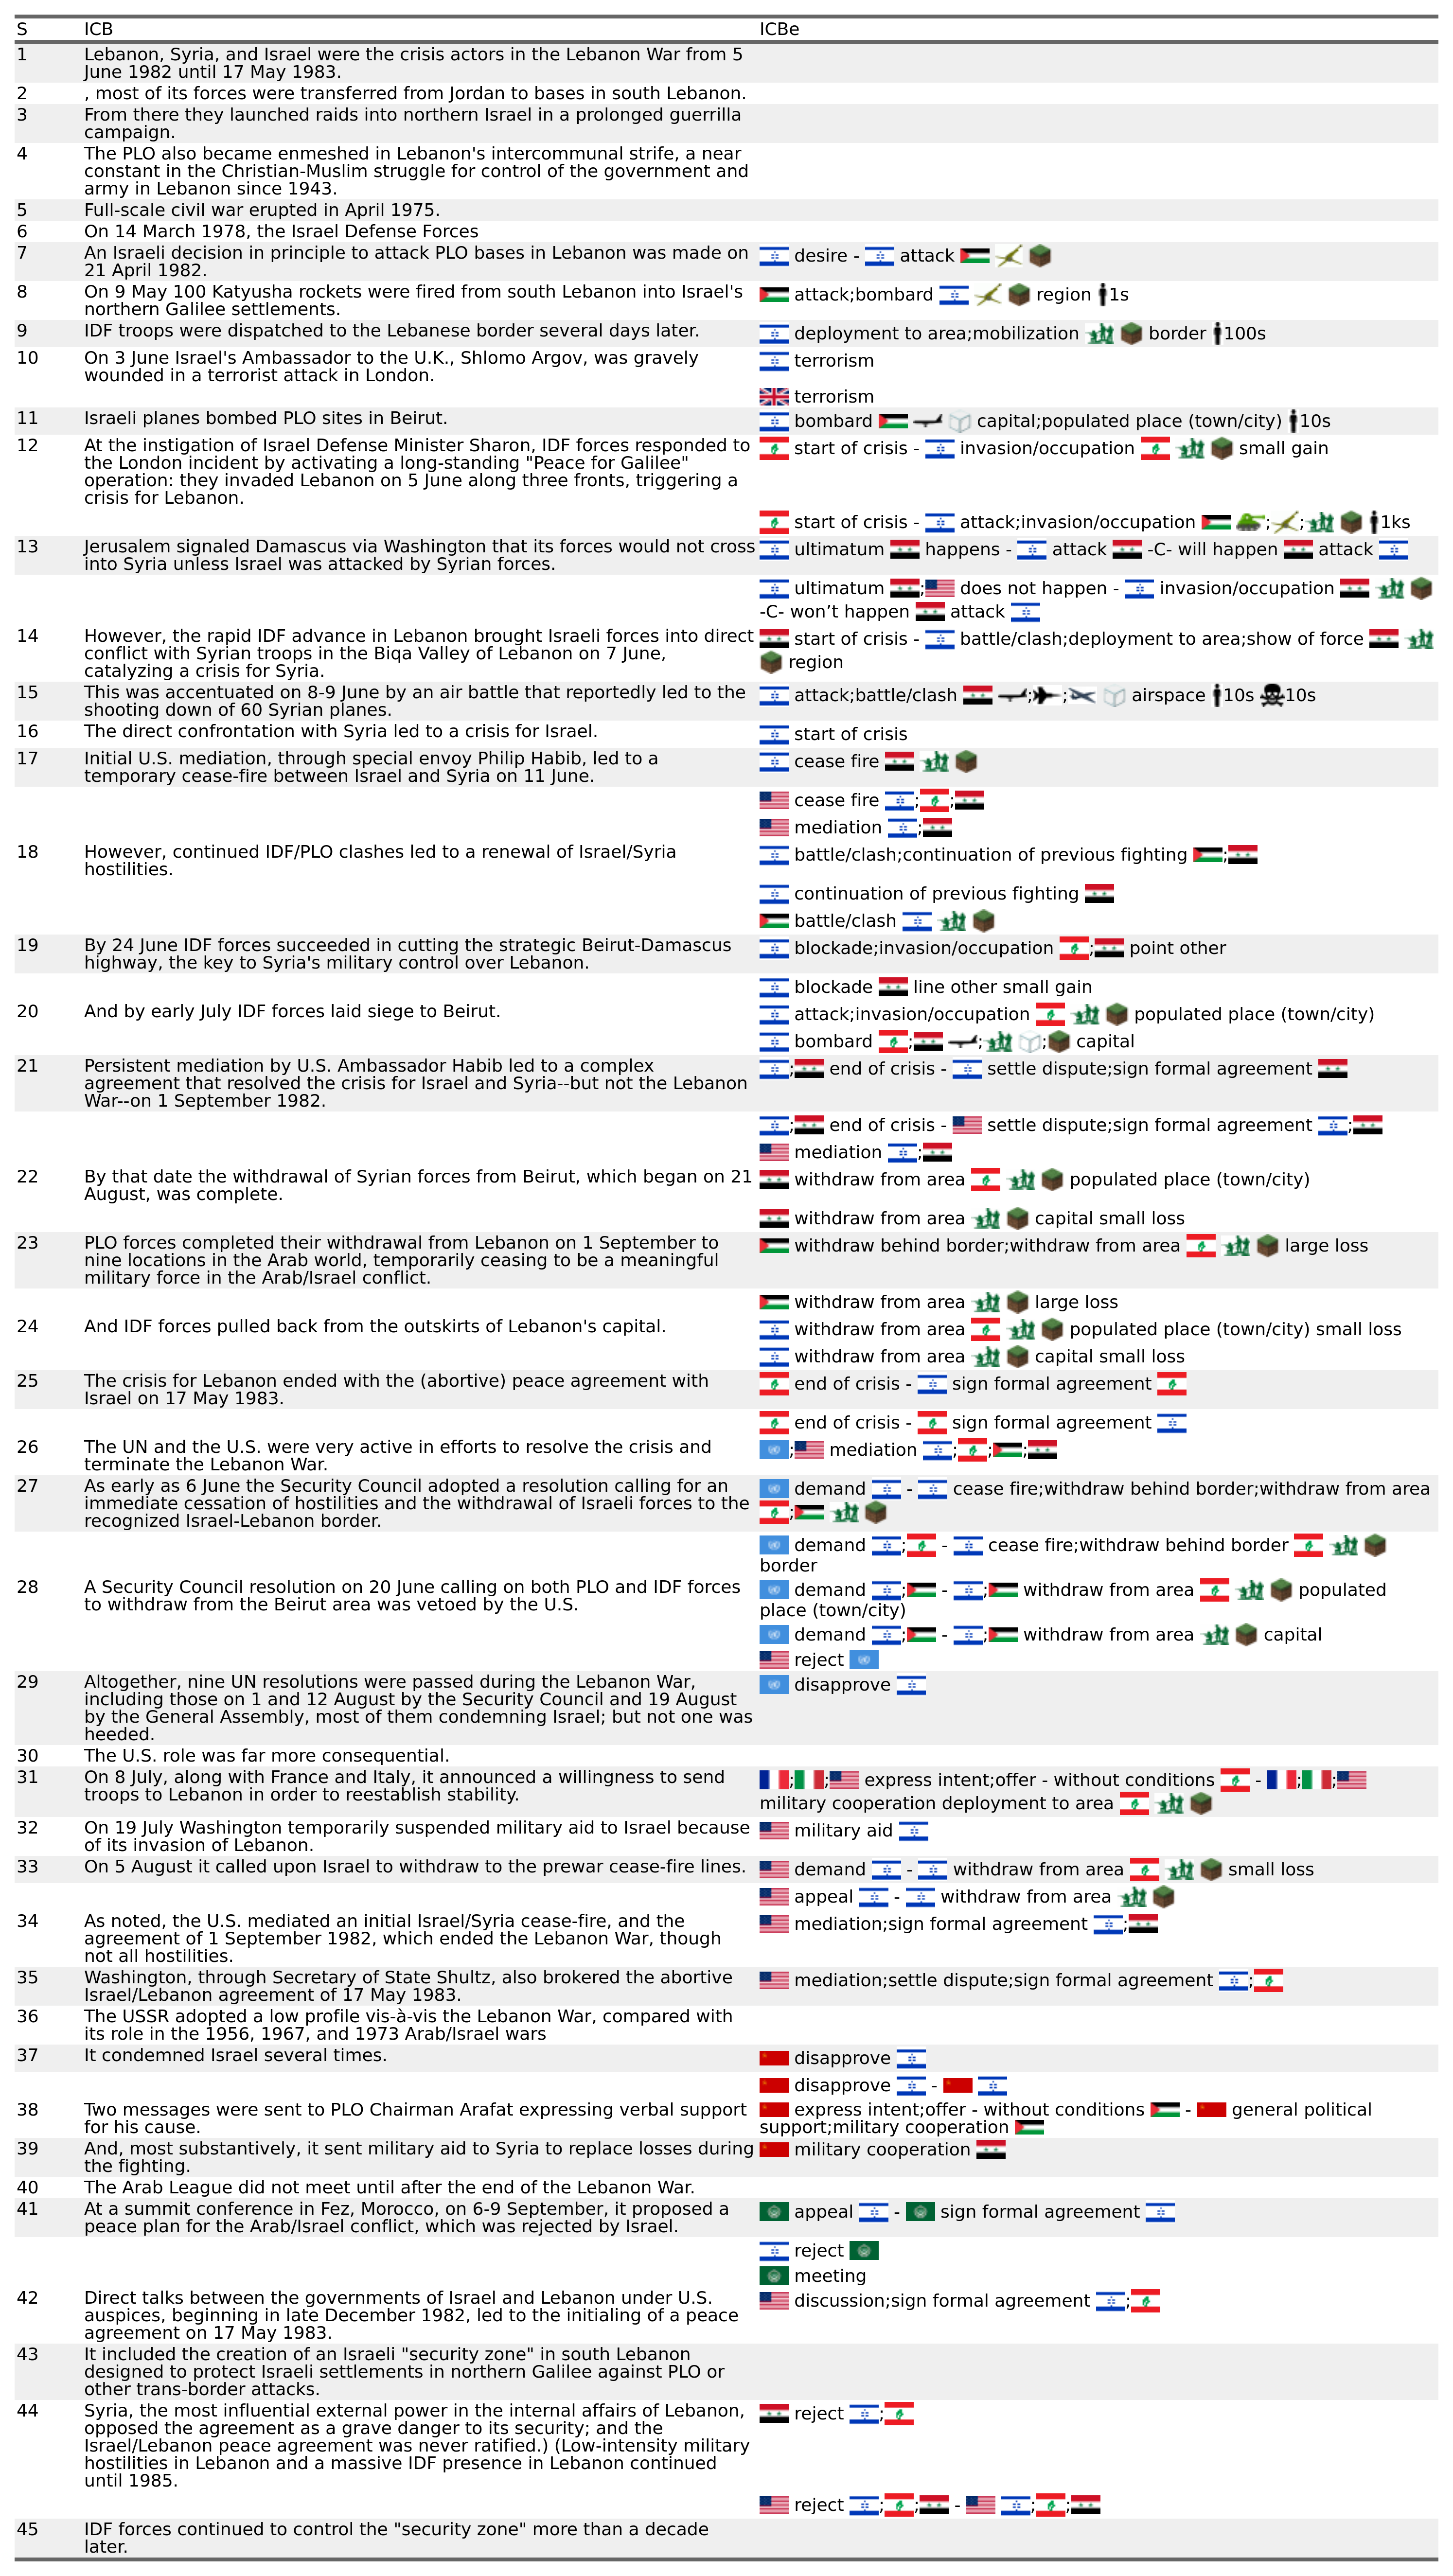 S ICB ICBe
1 Lebanon, Syria, and Israel were the crisis actors in the Lebanon War from 5
June 1982 until 17 May 1983.
2 , most of its forces were transferred from Jordan to bases in south Lebanon.
3 From there they launched raids into northern Israel in a prolonged guerrilla
campaign.
4 The PLO also became enmeshed in Lebanon's intercommunal strife, a near
constant in the Christian-Muslim struggle for control of the government and
army in Lebanon since 1943.
5 Full-scale civil war erupted in April 1975.
6 On 14 March 1978, the Israel Defense Forces
7 An Israeli decision in principle to attack PLO bases in Lebanon was made on
21 April 1982.
desire - attack
8 On 9 May 100 Katyusha rockets were fired from south Lebanon into Israel's
northern Galilee settlements.
attack;bombard region 1s
9 IDF troops were dispatched to the Lebanese border several days later.
deployment to area;mobilization border 100s
10 On 3 June Israel's Ambassador to the U.K., Shlomo Argov, was gravely
wounded in a terrorist attack in London.
terrorism
terrorism
11 Israeli planes bombed PLO sites in Beirut.
bombard capital;populated place (town/city) 10s
12 At the instigation of Israel Defense Minister Sharon, IDF forces responded to
the London incident by activating a long-standing "Peace for Galilee"
operation: they invaded Lebanon on 5 June along three fronts, triggering a
crisis for Lebanon.
start of crisis - invasion/occupation small gain
start of crisis - attack;invasion/occupation ; ; 1ks
13 Jerusalem signaled Damascus via Washington that its forces would not cross
into Syria unless Israel was attacked by Syrian forces.
ultimatum happens - attack -C- will happen attack
ultimatum ; does not happen - invasion/occupation
-C- won’t happen attack
14 However, the rapid IDF advance in Lebanon brought Israeli forces into direct
conflict with Syrian troops in the Biqa Valley of Lebanon on 7 June,
catalyzing a crisis for Syria.
start of crisis - battle/clash;deployment to area;show of force
region
15 This was accentuated on 8-9 June by an air battle that reportedly led to the
shooting down of 60 Syrian planes.
attack;battle/clash ; ; airspace 10s 10s
16 The direct confrontation with Syria led to a crisis for Israel.
start of crisis
17 Initial U.S. mediation, through special envoy Philip Habib, led to a
temporary cease-fire between Israel and Syria on 11 June.
cease fire
cease fire ; ;
mediation ;
18 However, continued IDF/PLO clashes led to a renewal of Israel/Syria
hostilities.
battle/clash;continuation of previous fighting ;
continuation of previous fighting
battle/clash
19 By 24 June IDF forces succeeded in cutting the strategic Beirut-Damascus
highway, the key to Syria's military control over Lebanon.
blockade;invasion/occupation ; point other
blockade line other small gain
20 And by early July IDF forces laid siege to Beirut.
attack;invasion/occupation populated place (town/city)
bombard ; ; ; capital
21 Persistent mediation by U.S. Ambassador Habib led to a complex
agreement that resolved the crisis for Israel and Syria--but not the Lebanon
War--on 1 September 1982.
; end of crisis - settle dispute;sign formal agreement
; end of crisis - settle dispute;sign formal agreement ;
mediation ;
22 By that date the withdrawal of Syrian forces from Beirut, which began on 21
August, was complete.
withdraw from area populated place (town/city)
withdraw from area capital small loss
23 PLO forces completed their withdrawal from Lebanon on 1 September to
nine locations in the Arab world, temporarily ceasing to be a meaningful
military force in the Arab/Israel conflict.
withdraw behind border;withdraw from area large loss
withdraw from area large loss
24 And IDF forces pulled back from the outskirts of Lebanon's capital.
withdraw from area populated place (town/city) small loss
withdraw from area capital small loss
25 The crisis for Lebanon ended with the (abortive) peace agreement with
Israel on 17 May 1983.
end of crisis - sign formal agreement
end of crisis - sign formal agreement
26 The UN and the U.S. were very active in efforts to resolve the crisis and
terminate the Lebanon War.
; mediation ; ; ;
27 As early as 6 June the Security Council adopted a resolution calling for an
immediate cessation of hostilities and the withdrawal of Israeli forces to the
recognized Israel-Lebanon border.
demand - cease fire;withdraw behind border;withdraw from area
;
demand ; - cease fire;withdraw behind border
border
28 A Security Council resolution on 20 June calling on both PLO and IDF forces
to withdraw from the Beirut area was vetoed by the U.S.
demand ; - ; withdraw from area populated
place (town/city)
demand ; - ; withdraw from area capital
reject
29 Altogether, nine UN resolutions were passed during the Lebanon War,
including those on 1 and 12 August by the Security Council and 19 August
by the General Assembly, most of them condemning Israel; but not one was
heeded.
disapprove
30 The U.S. role was far more consequential.
31 On 8 July, along with France and Italy, it announced a willingness to send
troops to Lebanon in order to reestablish stability.
; ; express intent;offer - without conditions - ; ;
military cooperation deployment to area
32 On 19 July Washington temporarily suspended military aid to Israel because
of its invasion of Lebanon.
military aid
33 On 5 August it called upon Israel to withdraw to the prewar cease-fire lines.
demand - withdraw from area small loss
appeal - withdraw from area
34 As noted, the U.S. mediated an initial Israel/Syria cease-fire, and the
agreement of 1 September 1982, which ended the Lebanon War, though
not all hostilities.
mediation;sign formal agreement ;
35 Washington, through Secretary of State Shultz, also brokered the abortive
Israel/Lebanon agreement of 17 May 1983.
mediation;settle dispute;sign formal agreement ;
36 The USSR adopted a low profile vis-à-vis the Lebanon War, compared with
its role in the 1956, 1967, and 1973 Arab/Israel wars
37 It condemned Israel several times.
disapprove
disapprove -
38 Two messages were sent to PLO Chairman Arafat expressing verbal support
for his cause.
express intent;offer - without conditions - general political
support;military cooperation
39 And, most substantively, it sent military aid to Syria to replace losses during
the fighting.
military cooperation
40 The Arab League did not meet until after the end of the Lebanon War.
41 At a summit conference in Fez, Morocco, on 6-9 September, it proposed a
peace plan for the Arab/Israel conflict, which was rejected by Israel.
appeal - sign formal agreement
reject
meeting
42 Direct talks between the governments of Israel and Lebanon under U.S.
auspices, beginning in late December 1982, led to the initialing of a peace
agreement on 17 May 1983.
discussion;sign formal agreement ;
43 It included the creation of an Israeli "security zone" in south Lebanon
designed to protect Israeli settlements in northern Galilee against PLO or
other trans-border attacks.
44 Syria, the most influential external power in the internal affairs of Lebanon,
opposed the agreement as a grave danger to its security; and the
Israel/Lebanon peace agreement was never ratified.) (Low-intensity military
hostilities in Lebanon and a massive IDF presence in Lebanon continued
until 1985.
reject ;
reject ; ; - ; ;
45 IDF forces continued to control the "security zone" more than a decade
later.